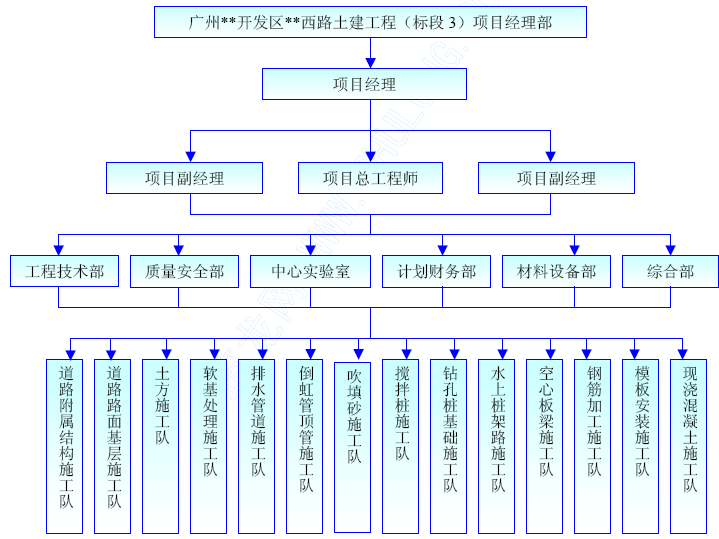 广州**开发区**西路土建工程（标段3）项目经理部
项目经理
项目副经理
项目总工程师
项目副经理
工程技术部
质量安全部
中心实验室
计划财务部
材料设备部
综合部
道路附属结构施工队
道路路面基层施工队
土方施工队
软基处理施工队
排水管道施工队
倒虹管顶管施工队
吹填砂施工队
搅拌桩施工队
钻孔桩基础施工队
水上桩架路施工队
空心板梁施工队
钢筋加工施工队
模板安装施工队
现浇混凝土施工队